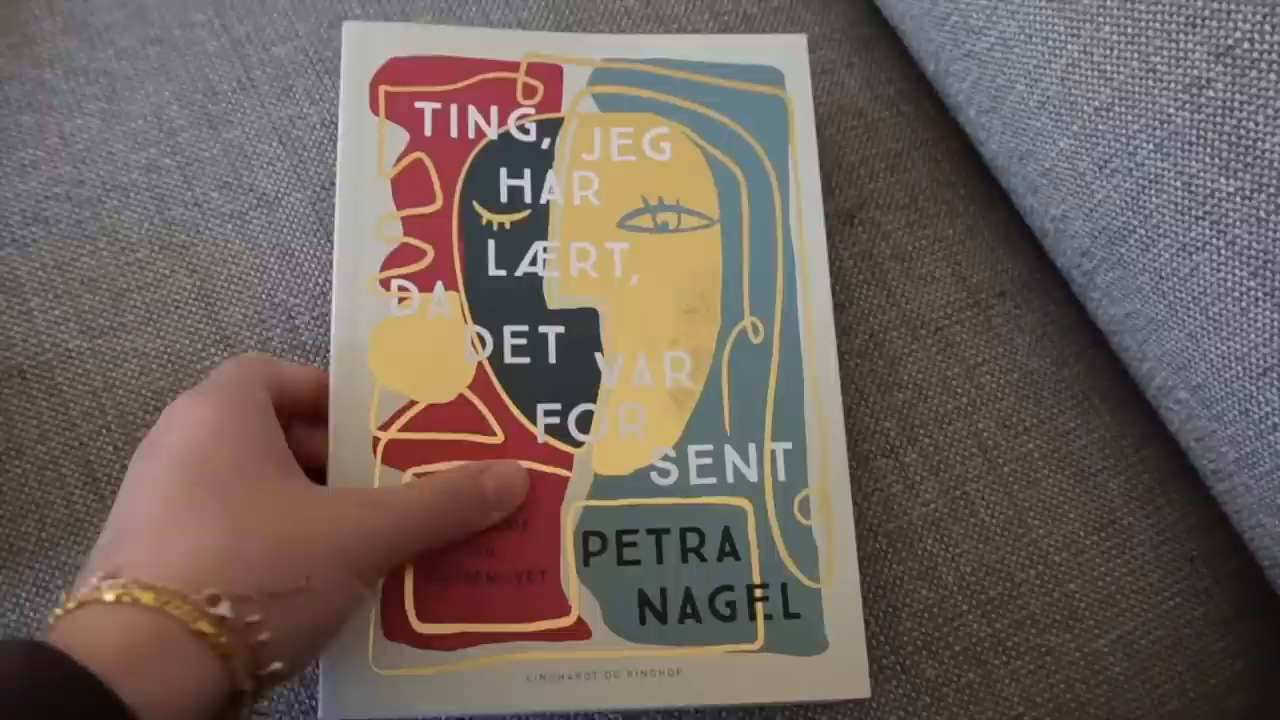 TING, JEG
HAR
LÆRT,
DA
DET VAR
FOR
SENT
PETRA
NAGEL
LINDHARDT OG RINGHOF